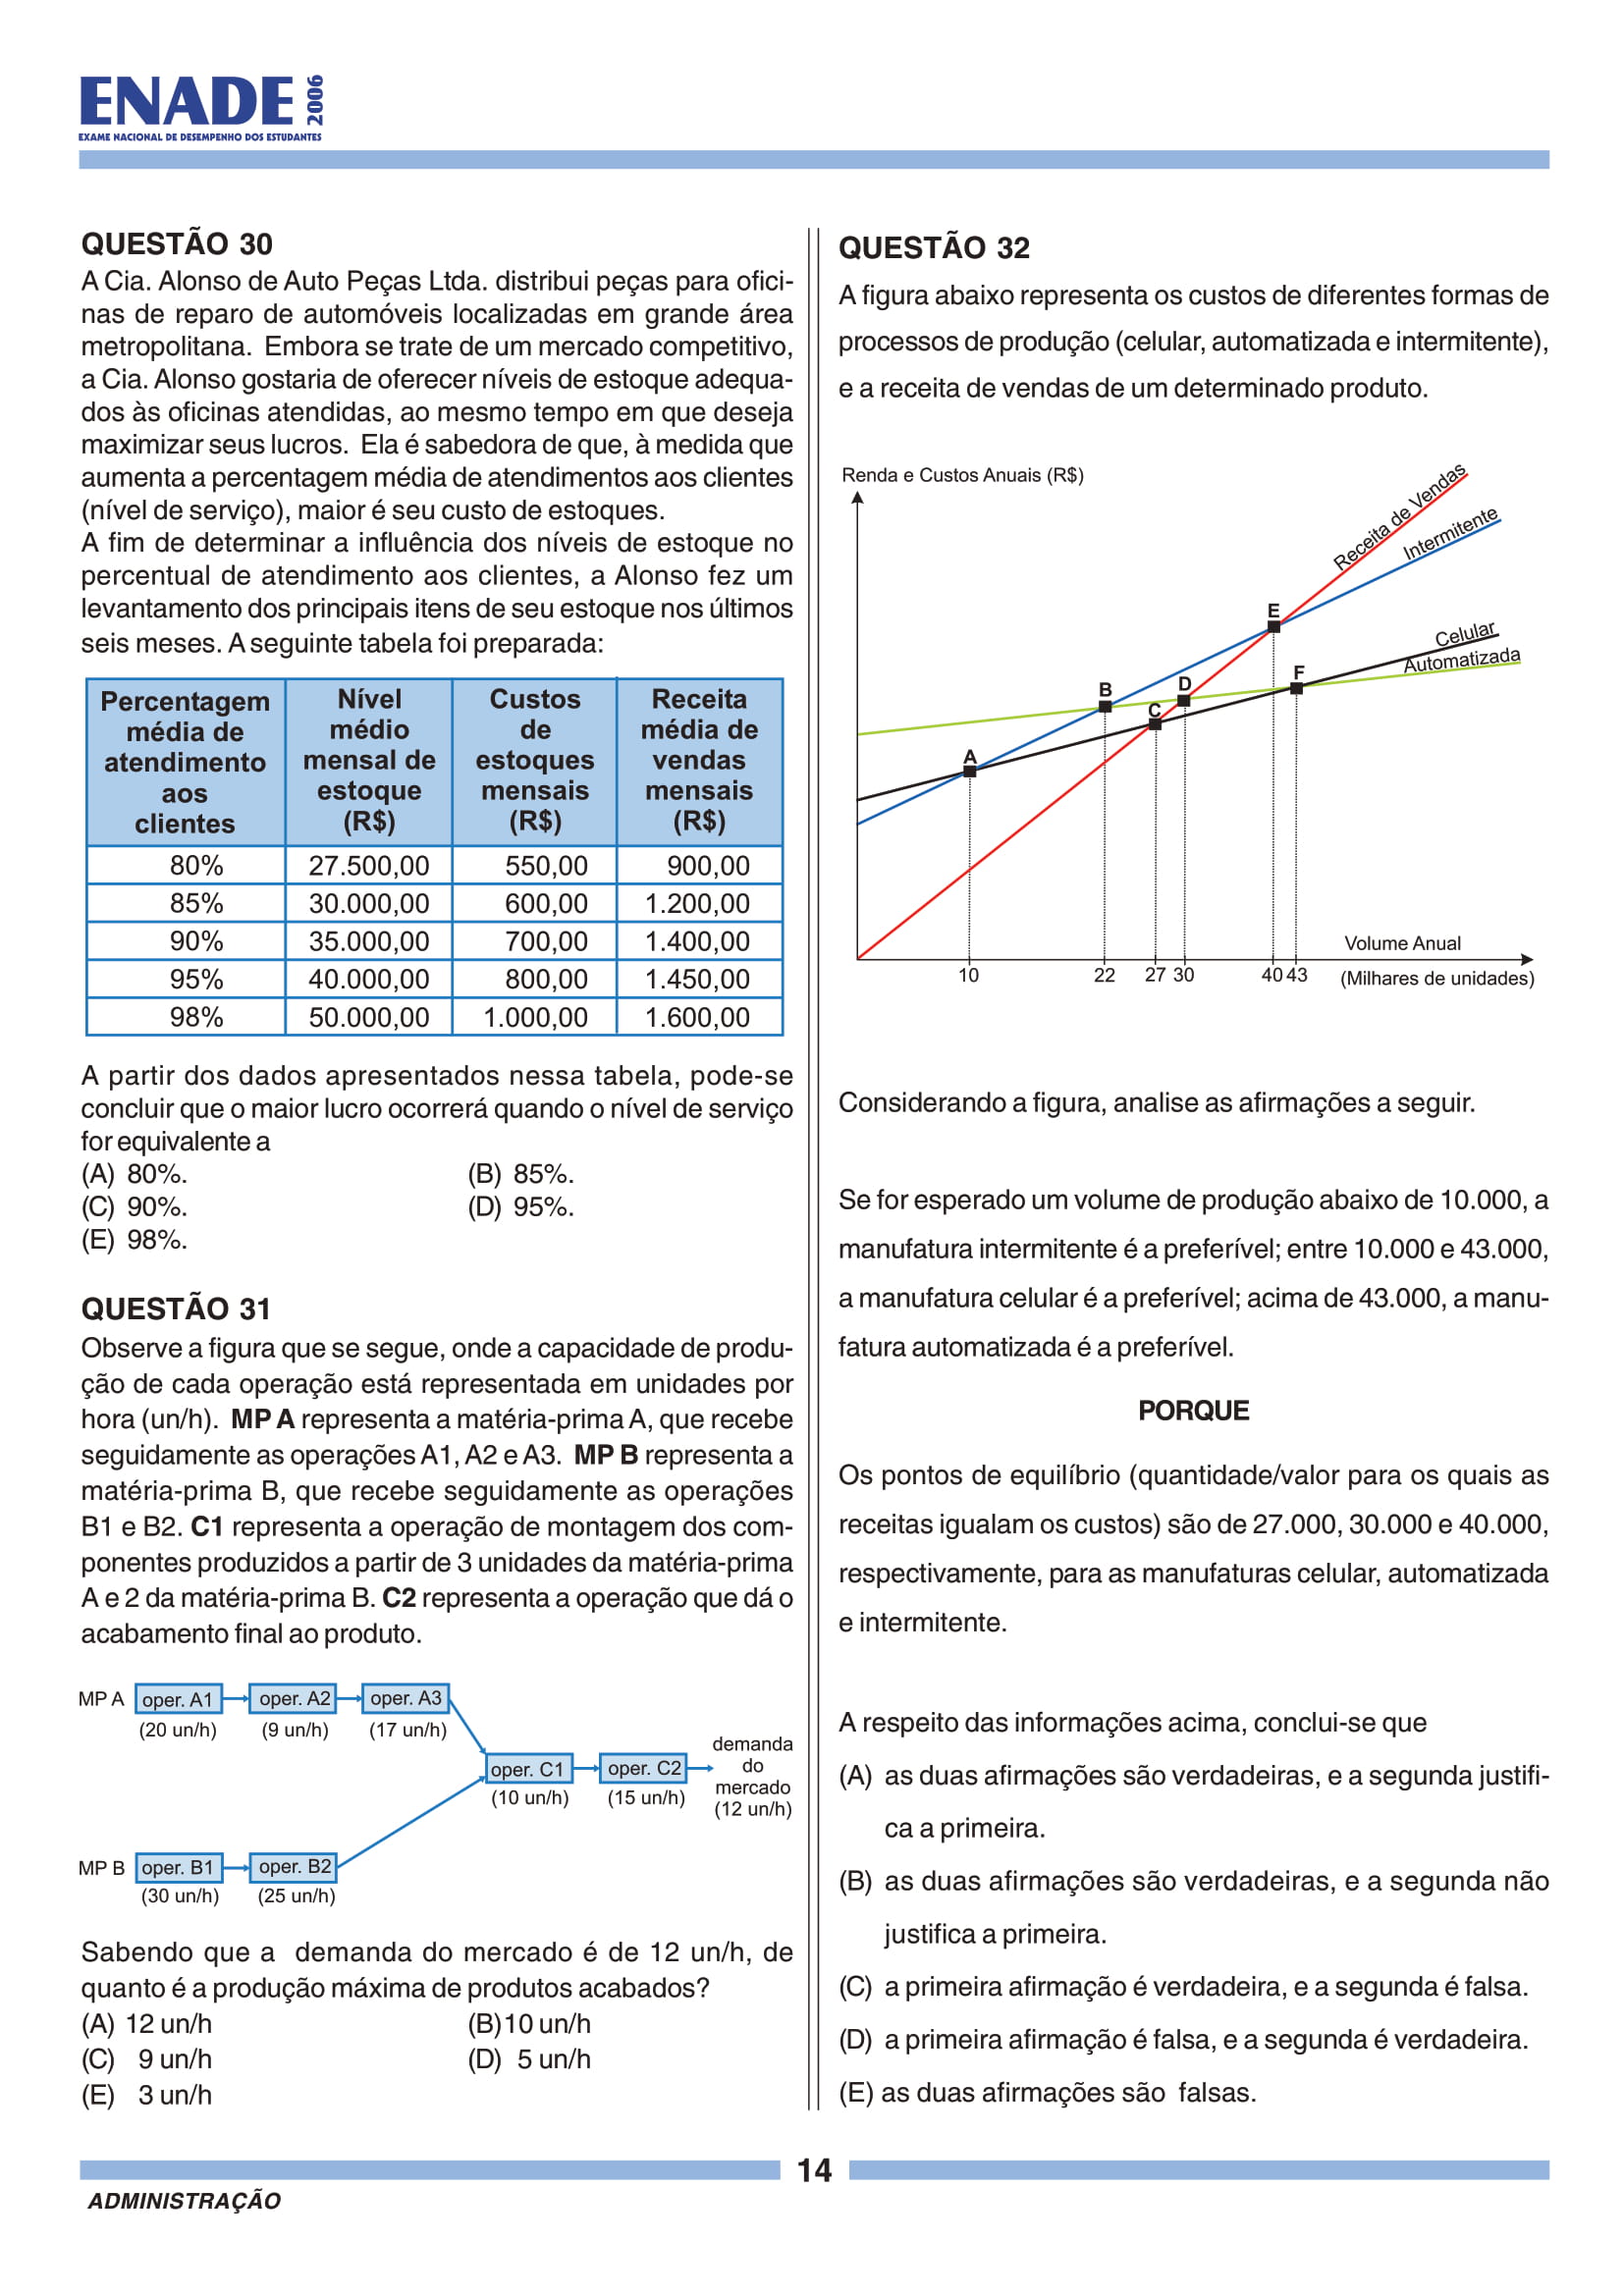 ENADE 2006
EXAME NACIONAL DE DESEMPENHO DOS ESTUDANTES
QUESTÃO 30
A Cia. Alonso de Auto Peças Ltda. distribui peças para ofici-
nas de reparo de automóveis localizadas em grande área
metropolitana. Embora se trate de um mercado competitivo,
a Cia. Alonso gostaria de oferecer níveis de estoque adequa-
dos às oficinas atendidas, ao mesmo tempo em que deseja
maximizar seus lucros. Ela é sabedora de que, à medida que
aumenta a percentagem média de atendimentos aos clientes
(nível de serviço), maior é seu custo de estoques.
A fim de determinar a influência dos níveis de estoque no
percentual de atendimento aos clientes, a Alonso fez um
levantamento dos principais itens de seu estoque nos últimos
seis meses. A seguinte tabela foi preparada:
Percentagem média de atendimento aos clientes
Nível médio mensal de estoque (R$)
Custos de estoques mensais (R$)
Receita média de vendas mensais (R$)
80% 27.500,00 550,00 900,00
85% 30.000,00 600,00 1.200,00
90% 35.000,00 700,00 1.400,00
95% 40.000,00 800,00 1.450,00
98% 50.000,00 1.000,00 1.600,00
A partir dos dados apresentados nessa tabela, pode-se
concluir que o maior lucro ocorrerá quando o nível de serviço
for equivalente a
(A) 80%. (B) 85%.
(C) 90%. (D) 95%.
(E) 98%.
QUESTÃO 31
Observe a figura que se segue, onde a capacidade de produ-
ção de cada operação está representada em unidades por
hora (un/h). MP A representa a matéria-prima A, que recebe
seguidamente as operações A1, A2 e A3. MP B representa a
matéria-prima B, que recebe seguidamente as operações
B1 e B2. C1 representa a operação de montagem dos com-
ponentes produzidos a partir de 3 unidades da matéria-prima
A e 2 da matéria-prima B. C2 representa a operação que dá o
acabamento final ao produto.
MP A oper. A1 oper. A2 oper. A3
(20 un/h) (9 un/h) (17 un/h)
oper. C1 oper. C2
(10 un/h) (15 un/h)
demanda
do
mercado
(12 un/h)
MP B oper. B1 oper. B2
(30 un/h) (25 un/h)
Sabendo que a demanda do mercado é de 12 un/h, de
quanto é a produção máxima de produtos acabados?
(A) 12 un/h (B) 10 un/h
(C) 9 un/h (D) 5 un/h
(E) 3 un/h
QUESTÃO 32
A figura abaixo representa os custos de diferentes formas de
processos de produção (celular, automatizada e intermitente),
e a receita de vendas de um determinado produto.
Renda e Custos Anuais (R$)
Receita de Vendas
Intermitente
Celular
Automatizada
A B C D E F
Volume Anual
10 22 27 30 40 43 (Milhares de unidades)
Considerando a figura, analise as afirmações a seguir.
Se for esperado um volume de produção abaixo de 10.000, a
manufatura intermitente é a preferível; entre 10.000 e 43.000,
a manufatura celular é a preferível; acima de 43.000, a manu-
fatura automatizada é a preferível.
PORQUE
Os pontos de equilíbrio (quantidade/valor para os quais as
receitas igualam os custos) são de 27.000, 30.000 e 40.000,
respectivamente, para as manufaturas celular, automatizada
e intermitente.
A respeito das informações acima, conclui-se que
(A) as duas afirmações são verdadeiras, e a segunda justifi-
ca a primeira.
(B) as duas afirmações são verdadeiras, e a segunda não
justifica a primeira.
(C) a primeira afirmação é verdadeira, e a segunda é falsa.
(D) a primeira afirmação é falsa, e a segunda é verdadeira.
(E) as duas afirmações são falsas.
14
ADMINISTRAÇÃO